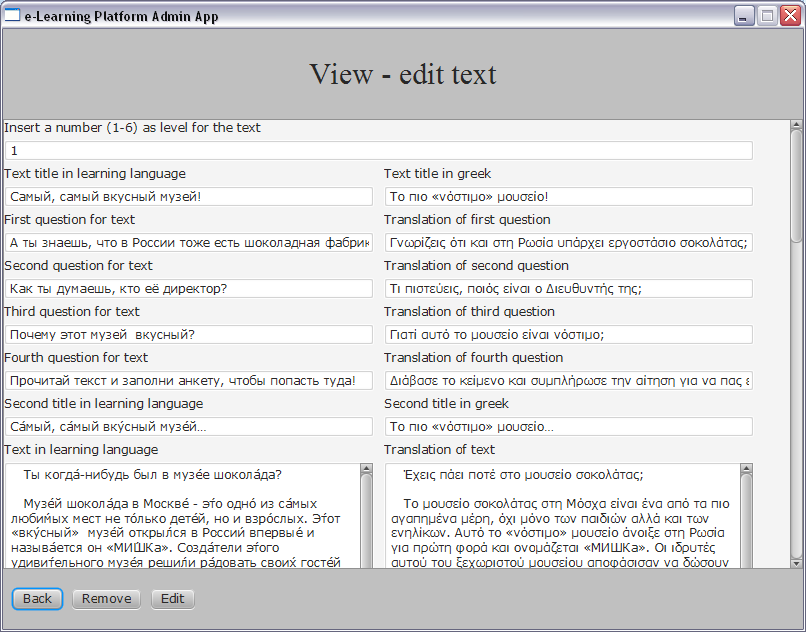 e-Learning Platform Admin App
View - edit text
Insert a number (1-6) as level for the text
1
Text title in learning language
Text title in greek
Самый, самый вкусный музей!
Το πιο «νόστιμο» μουσείο!
First question for text
Translation of first question
А ты знаешь, что в России тоже есть шоколадная фабрик
Γνωρίζεις ότι και στη Ρωσία υπάρχει εργοστάσιο σοκολάτας;
Second question for text
Translation of second question
Как ты думаешь, кто её директор?
Τι πιστεύεις, ποιός είναι ο Διευθυντής της;
Third question for text
Translation of third question
Почему этот музей  вкусный?
Γιατί αυτό το μουσείο είναι νόστιμο;
Fourth question for text
Translation of fourth question
Прочитай текст и заполни анкету, чтобы попасть туда!
Διάβασε το κείμενο και συμπλήρωσε την αίτηση για να πας ε
Second title in learning language
Second title in greek
Са́мый, са́мый вку́сный музе́й...
Το πιο «νόστιμο» μουσείο...
Text in learning language
Translation of text
Ты когда́-нибудь был в музе́е шокола́да?
Музе́й шокола́да в Москве́ - э́то одно́ из са́мых
люби́мых мест не то́лько дете́й, но и взро́слых. Э́тот
«вку́сный»  музе́й откры́лся в Росси́и впервы́е и
называ́ется он «МИ́ШКа». Созда́тели э́того
удиви́тельного музе́я реши́ли ра́довать свои́х госте́й
Έχεις πάει ποτέ στο μουσείο σοκολάτας;
Το μουσείο σοκολάτας στη Μόσχα είναι ένα από τα πιο
αγαπημένα μέρη, όχι μόνο των παιδιών αλλά και των
ενηλίκων. Αυτό το «νόστιμο» μουσείο άνοιξε στη Ρωσία
για πρώτη φορά και ονομάζεται «МИШКа». Οι ιδρυτές
αυτού του ξεχωριστού μουσείου αποφάσισαν να δώσουν
Back
Remove
Edit